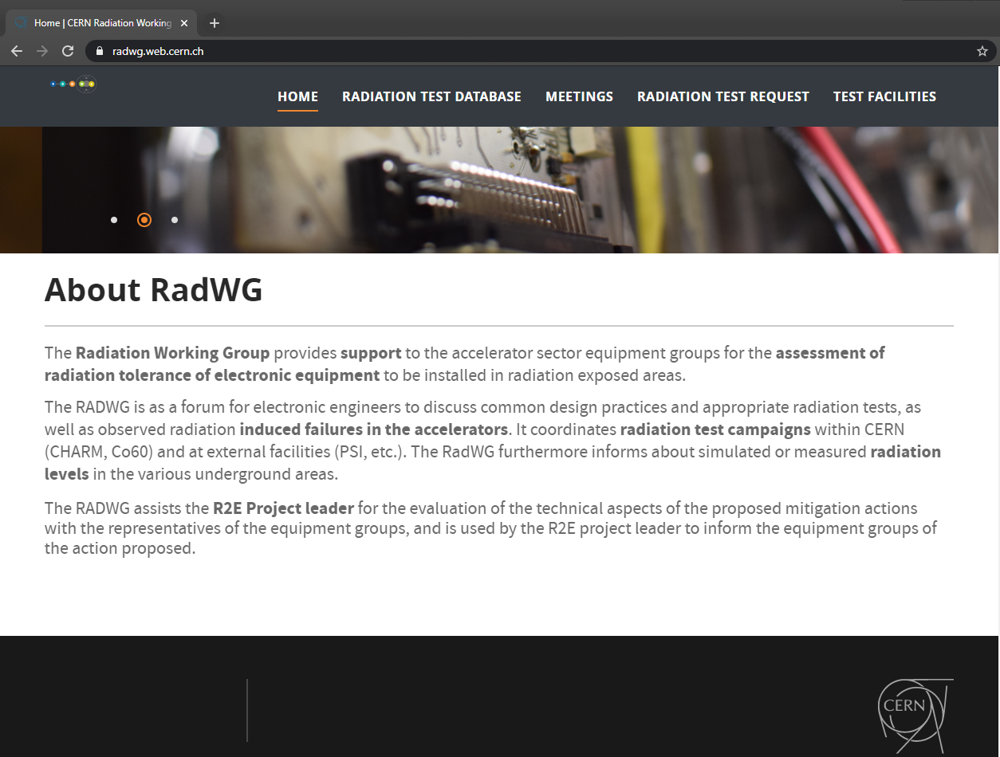 Home | CERN Radiation Working
radwg.web.cern.ch
HOME RADIATION TEST DATABASE MEETINGS RADIATION TEST REQUEST TEST FACILITIES
About RadWG
The Radiation Working Group provides support to the accelerator sector equipment groups for the assessment of
radiation tolerance of electronic equipment to be installed in radiation exposed areas.
The RADWG is as a forum for electronic engineers to discuss common design practices and appropriate radiation tests, as
well as observed radiation induced failures in the accelerators. It coordinates radiation test campaigns within CERN
(CHARM, Co60) and at external facilities (PSI, etc.). The RadWG furthermore informs about simulated or measured radiation
levels in the various underground areas.
The RADWG assists the R2E Project leader for the evaluation of the technical aspects of the proposed mitigation actions
with the representatives of the equipment groups, and is used by the R2E project leader to inform the equipment groups of
the action proposed.
CERN